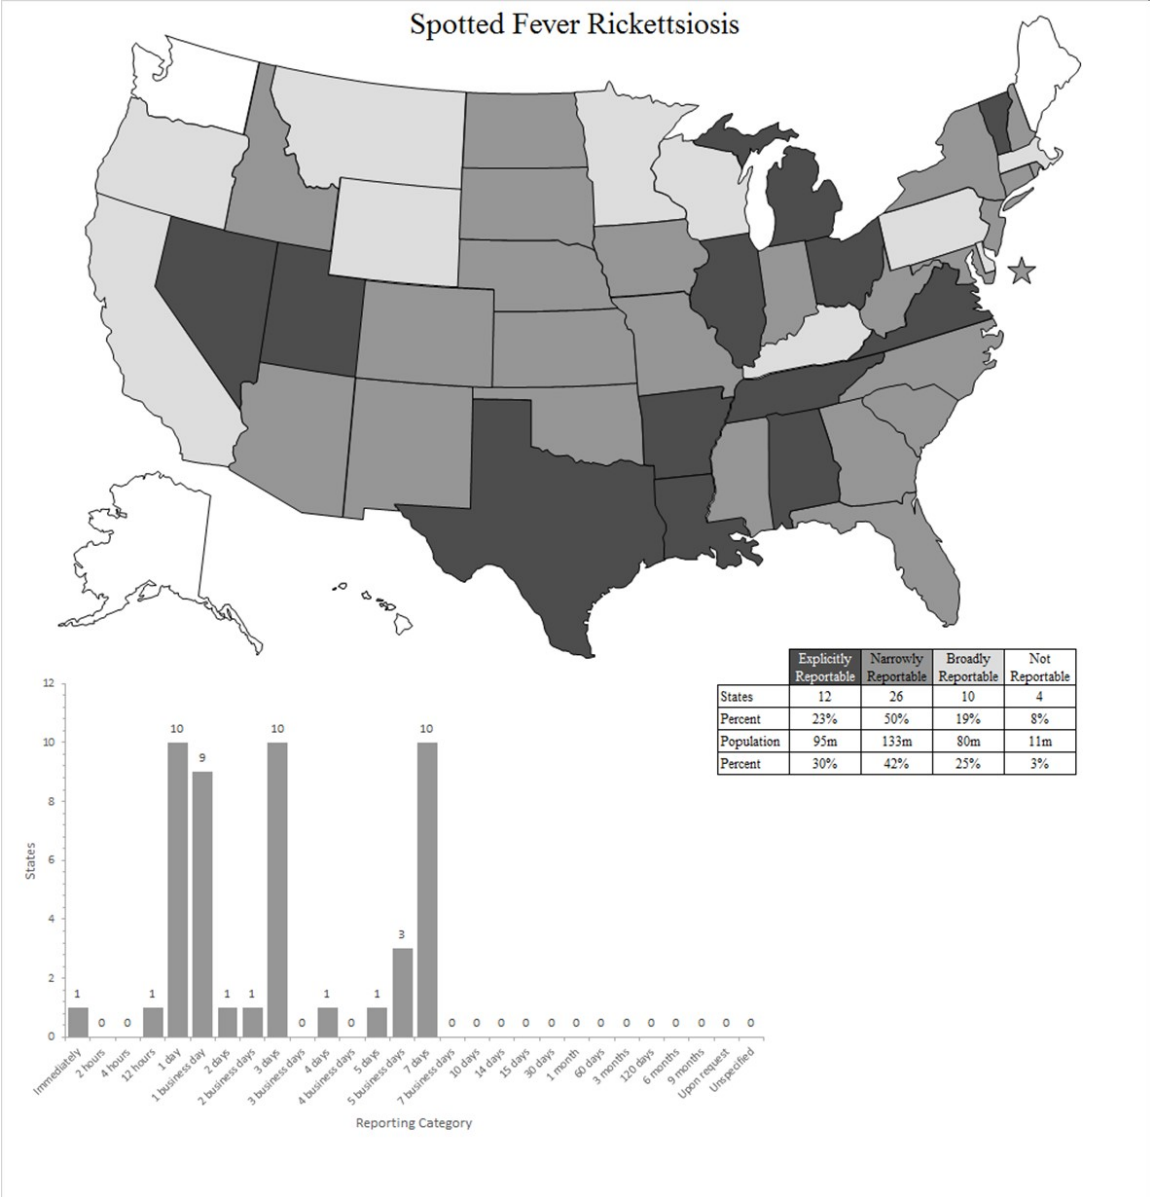 Spotted Fever Rickettsiosis
Explicitly Reportable Narrowly Reportable Broadly Reportable Not Reportable
States 12 26 10 4
Percent 23% 50% 19% 8%
Population 95m 133m 80m 11m
Percent 30% 42% 25% 3%
12
10
8
6
4
2
0
States
1 0 0 1 10 9 1 1 10 0 1 0 1 3 10 0 0 0 0 0 0 0 0 0 0 0 0 0
Immediately
2 hours
4 hours
12 hours
1 day
1 business day
2 days
2 business days
3 days
3 business days
4 days
4 business days
5 days
5 business days
7 days
7 business days
10 days
14 days
15 days
30 days
1 month
60 days
3 months
120 days
6 months
9 months
Upon request
Unspecified
Reporting Category